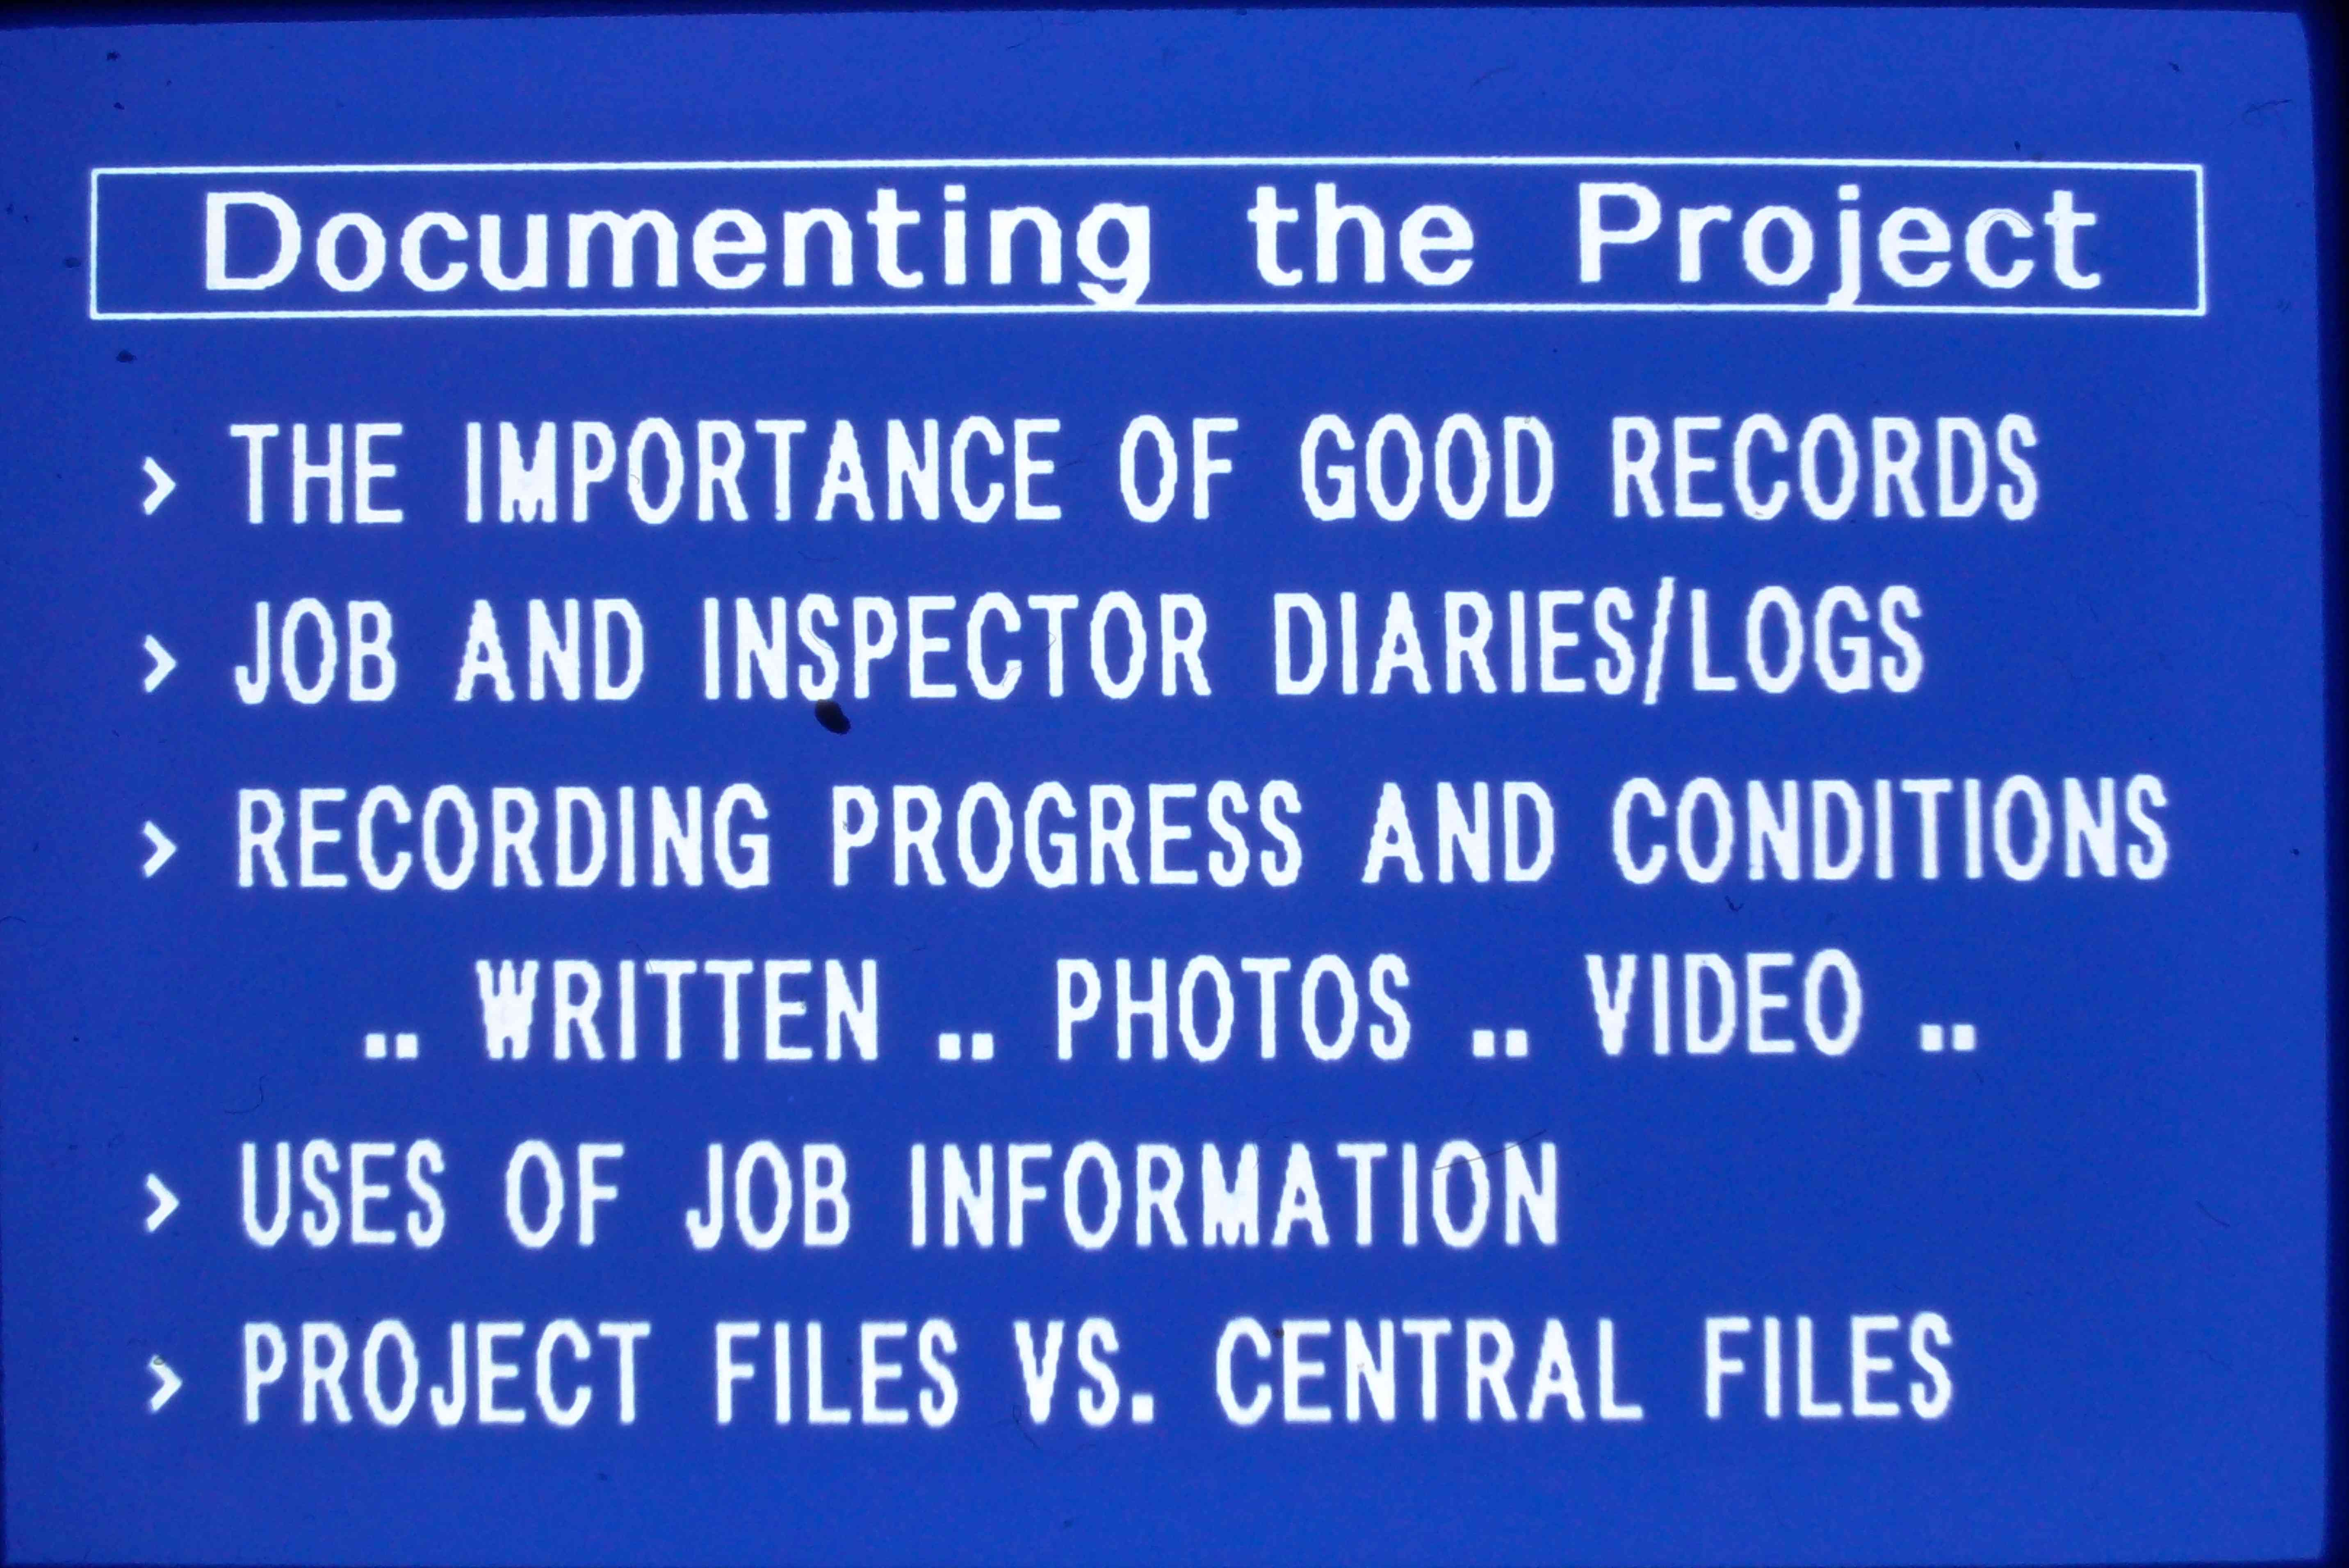 Documenting the Project
> THE IMPORTANCE OF GOOD RECORDS
> JOB AND INSPECTOR DIARIES/LOGS
> RECORDING PROGRESS AND CONDITIONS
.. WRITTEN .. PHOTOS .. VIDEO ..
> USES OF JOB INFORMATION
> PROJECT FILES VS. CENTRAL FILES